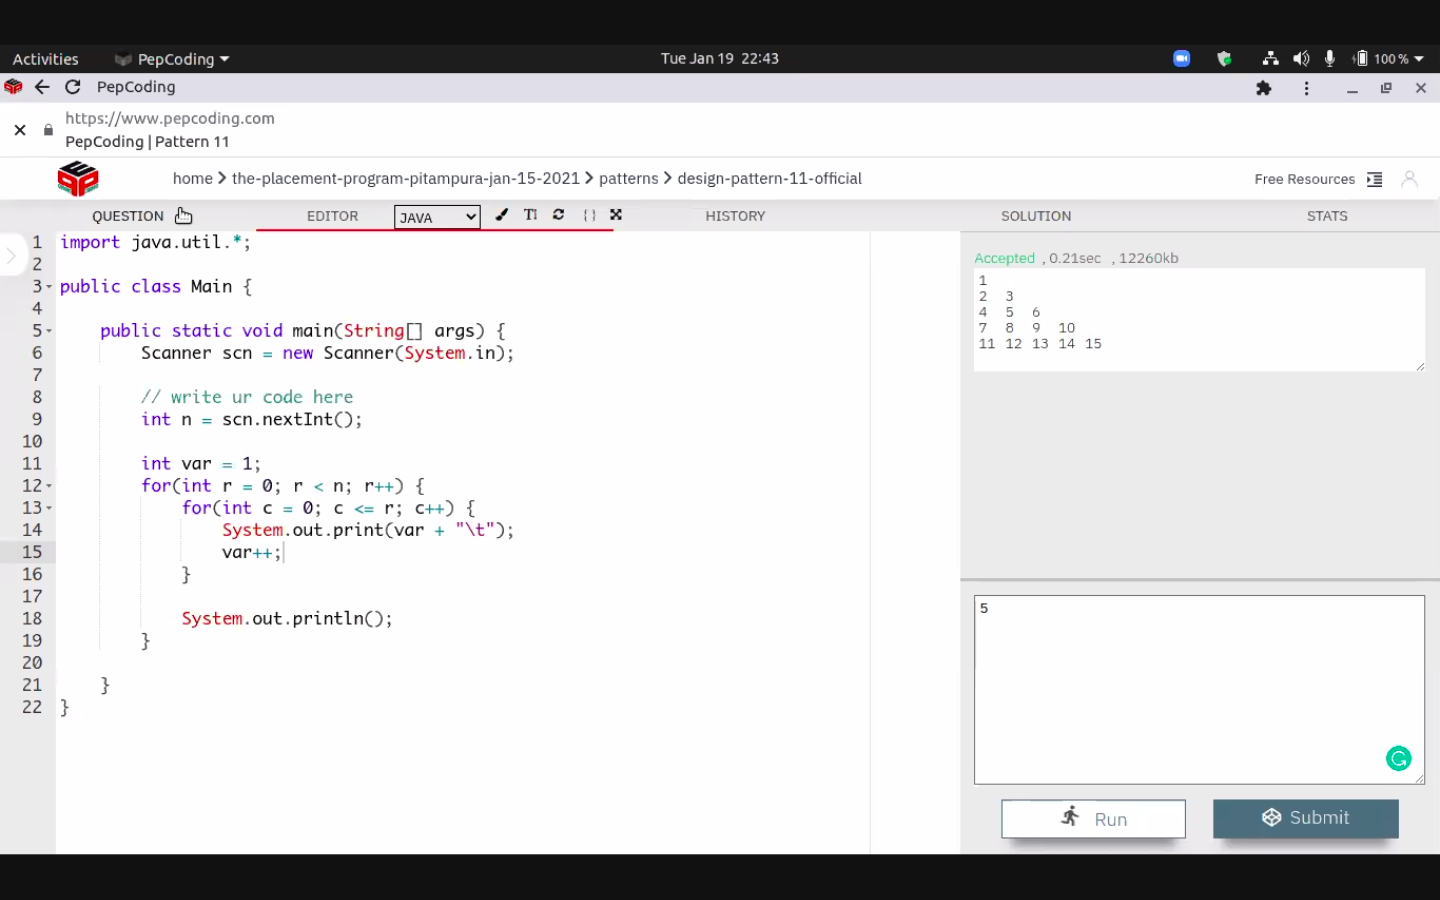 Activities PepCoding Tue Jan 19 22:43 100 %
PepCoding
https://www.pepcoding.com
PepCoding | Pattern 11
home the-placement-program-pitampura-jan-15-2021 patterns design-pattern-11-official Free Resources
QUESTION EDITOR JAVA HISTORY SOLUTION STATS
1 import java.util.*;
2
3 public class Main {
4
5 public static void main(String[] args) {
6 Scanner scn = new Scanner(System.in);
7
8 // write ur code here
9 int n = scn.nextInt();
10
11 int var = 1;
12 for(int r = 0; r < n; r++) {
13 for(int c = 0; c <= r; c++) {
14 System.out.print(var + "\t");
15 var++;
16 }
17
18 System.out.println();
19 }
20
21 }
22 }
Accepted , 0.21sec , 12260kb
1
2 3
4 5 6
7 8 9 10
11 12 13 14 15
5
Run Submit